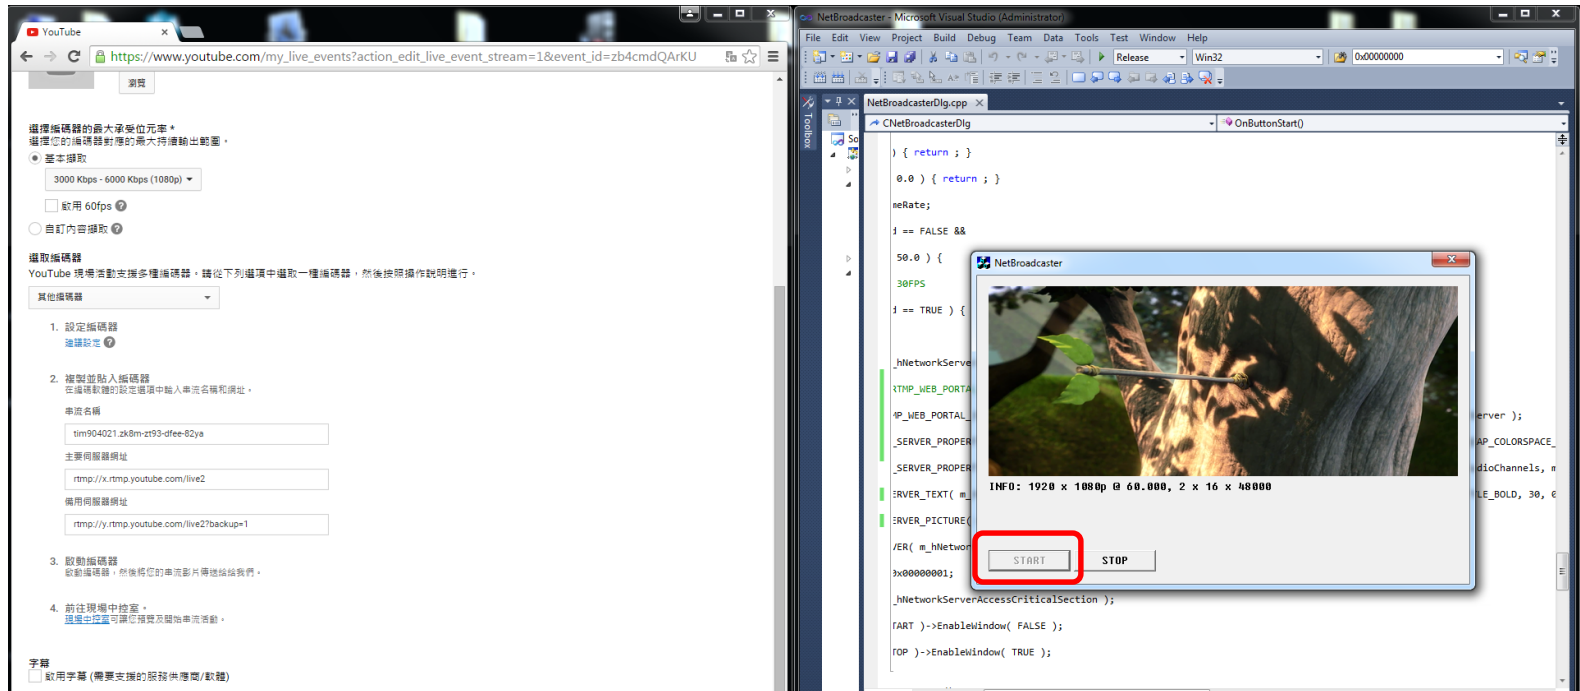 YouTube
https://www.youtube.com/my_live_events?action_edit_live_event_stream=1&event_id=zb4cmdQArKU
瀏覽
選擇編碼器的最大承受位元率 *
選擇您的編碼器對應的最大持續輸出範圍。
基本擷取
3000 Kbps - 6000 Kbps (1080p)
啟用 60fps
自訂內容擷取
選取編碼器
YouTube 現場活動支援多種編碼器。請從下列選項中選取一種編碼器，然後按照操作說明進行。
其他編碼器
1. 設定編碼器
建議設定
2. 複製並貼入編碼器
在編碼軟體的設定選項中輸入串流名稱和網址。
串流名稱
tim904021.zk8m-zt93-dfee-82ya
主要伺服器網址
rtmp://x.rtmp.youtube.com/live2
備用伺服器網址
rtmp://y.rtmp.youtube.com/live2?backup=1
3. 啟動編碼器
啟動編碼器，然後將您的串流影片傳送給給我們。
4. 前往現場中控室。
現場中控室可讓您預覽及開始串流活動。
字幕
啟用字幕 (需要支援的服務供應商/軟體)
NetBroadcaster - Microsoft Visual Studio (Administrator)
File Edit View Project Build Debug Team Data Tools Test Window Help
Release Win32 0x00000000
Toolbox
So
NetBroadcasterDlg.cpp
CNetBroadcasterDlg OnButtonStart()
) { return ; }
0.0 ) { return ; }
meRate;
d == FALSE &&
50.0 ) {
30FPS
d == TRUE ) {
_hNetworkServe
RTMP_WEB_PORTA
MP_WEB_PORTAL_ erver );
_SERVER_PROPER AP_COLORSPACE_
_SERVER_PROPER dioChannels, m
ERVER_TEXT( m_ LE_BOLD, 30, 0
ERVER_PICTURE(
VER( m_hNetwor
0x00000001;
_hNetworkServerAccessCriticalSection );
TART )->EnableWindow( FALSE );
TOP )->EnableWindow( TRUE );
NetBroadcaster
INFO: 1920 x 1080p @ 60.000, 2 x 16 x 48000
START STOP